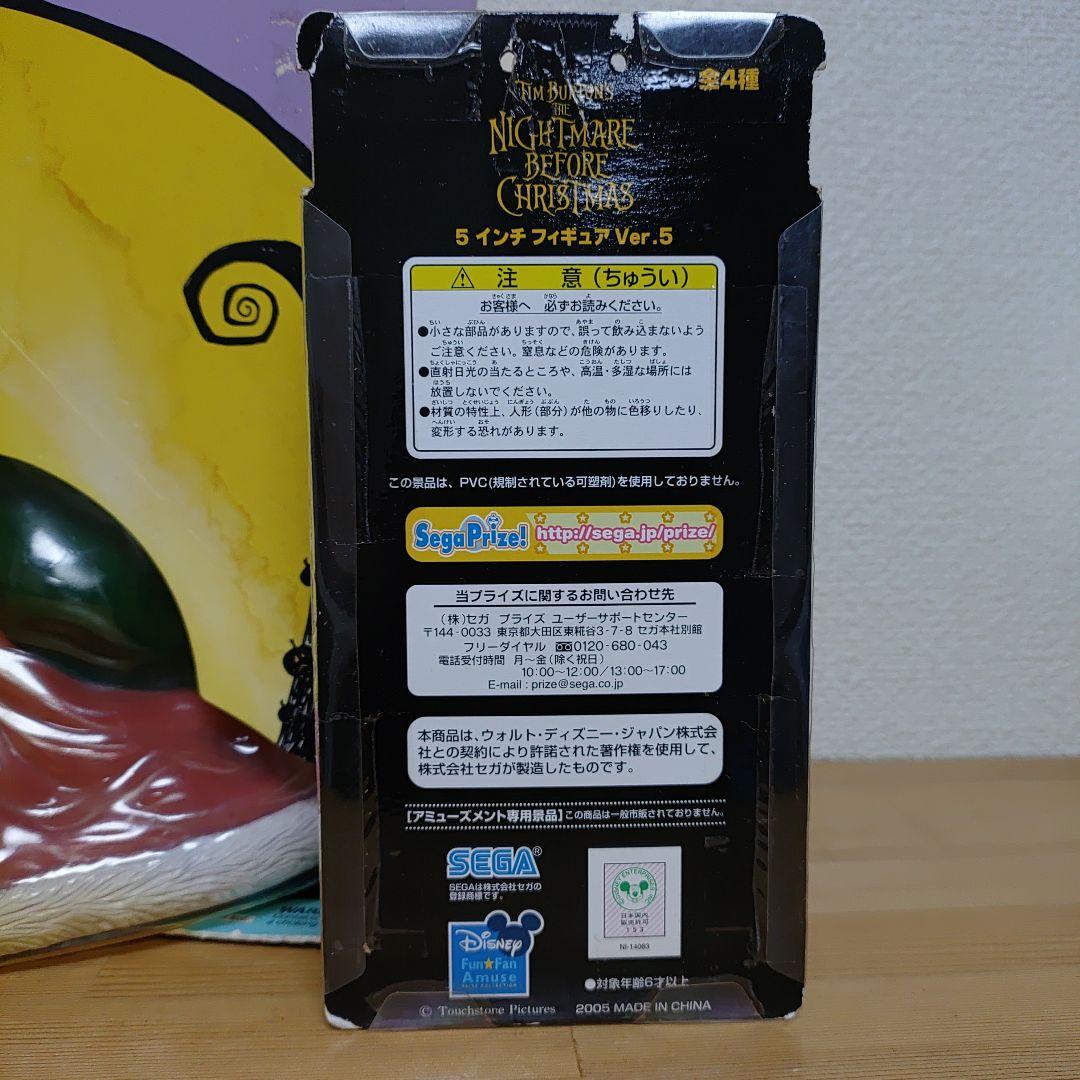 全4種
TIM BURTON'S
THE
NIGHTMARE
BEFORE
CHRISTMAS
5 インチ フィギュア Ver.5
注 意(ちゅうい)
お客様へ 必ずお読みください。
●小さな部品がありますので、誤って飲み込まないよう
ご注意ください。窒息などの危険があります。
●直射日光の当たるところや、高温・多湿な場所には
放置しないでください。
●材質の特性上、人形(部分)が他の物に色移りしたり、
変形する恐れがあります。
この景品は、PVC(規制されている可塑剤)を使用しておりません。
SegaPrize! http://sega.jp/prize/
当プライズに関するお問い合わせ先
(株)セガ プライズ ユーザーサポートセンター
〒144-0033 東京都大田区東糀谷3-7-8 セガ本社別館
フリーダイヤル 0120-680-043
電話受付時間 月~金(除く祝日)
10:00~12:00/13:00~17:00
E-mail : prize@sega.co.jp
本商品は、ウォルト・ディズニー・ジャパン株式会
社との契約により許諾された著作権を使用して、
株式会社セガが製造したものです。
[アミューズメント専用景品]この商品は一般市販されておりません。
SEGA®
SEGAは株式会社セガの
登録商標です。
DISNEY
Fun★Fan
Amuse
PRIZE COLLECTION
©DISNEY ENTERPRISES, INC.
日本国内
販売許可
153
NI-14083
●対象年齢6才以上
© Touchstone Pictures 2005 MADE IN CHINA